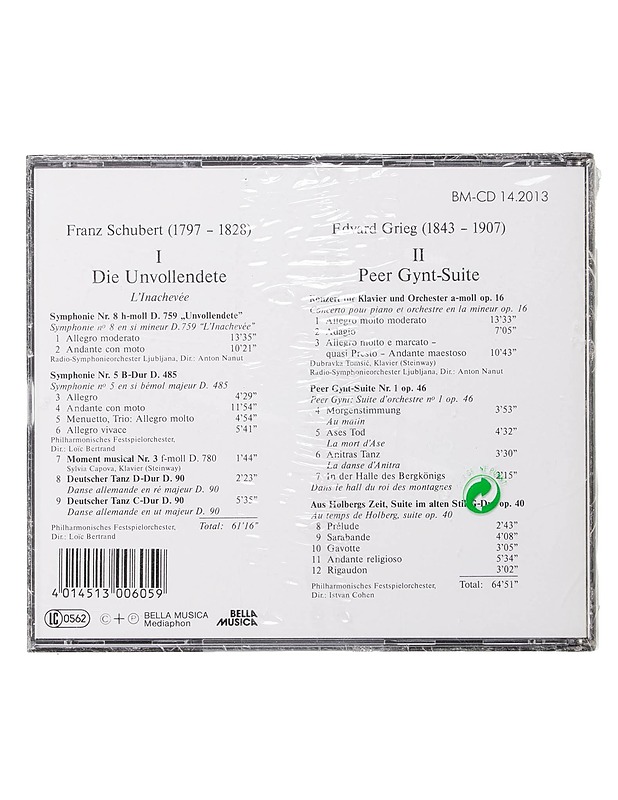 BM-CD 14.2013
Franz Schubert (1797 – 1828)
I
Die Unvollendete
L'Inachevée
Symphonie Nr. 8 h-moll D. 759 „Unvollendete”
Symphonie nº 8 en si mineur D.759 “L'Inachevée”
1 Allegro moderato 13'35”
2 Andante con moto 10'21”
Radio-Symphonieorchester Ljubljana, Dir.: Anton Nanut
Symphonie Nr. 5 B-Dur D. 485
Symphonie nº 5 en si bémol majeur D. 485
3 Allegro 4'29”
4 Andante con moto 11'54”
5 Menuetto, Trio: Allegro molto 4'54”
6 Allegro vivace 5'41”
Philharmonisches Festspielorchester,
Dir.: Loïc Bertrand
7 Moment musical Nr. 3 f-moll D. 780 1'44”
Sylvia Capova, Klavier (Steinway)
8 Deutscher Tanz D-Dur D. 90 2'23”
Danse allemande en ré majeur D. 90
9 Deutscher Tanz C-Dur D. 90 5'35”
Danse allemande en ut majeur D. 90
Philharmonisches Festspielorchester,
Dir.: Loïc Bertrand
Total: 61'16”
4 014513 006059
LC 0562
© + ℗ BELLA MUSICA
Mediaphon
BELLA
MUSICA
Edvard Grieg (1843 – 1907)
II
Peer Gynt-Suite
Konzert für Klavier und Orchester a-moll op. 16
Concerto pour piano et orchestre en la mineur op. 16
1 Allegro molto moderato 13'33”
2 Adagio 7'05”
3 Allegro molto e marcato –
quasi Presto – Andante maestoso 10'43”
Dubravka Tomsic, Klavier (Steinway)
Radio-Symphonieorchester Ljubljana, Dir.: Anton Nanut
Peer Gynt-Suite Nr. 1 op. 46
Peer Gynt: Suite d'orchestre nº 1 op. 46
4 Morgenstimmung 3'53”
Au matin
5 Ases Tod 4'32”
La mort d'Ase
6 Anitras Tanz 3'30”
La danse d'Anitra
7 In der Halle des Bergkönigs 2'15”
Dans le hall du roi des montagnes
Aus Holbergs Zeit, Suite im alten Stil G-Dur op. 40
Au temps de Holberg, suite op. 40
8 Prélude 2'43”
9 Sarabande 4'08”
10 Gavotte 3'05”
11 Andante religioso 5'34”
12 Rigaudon 3'02”
Philharmonisches Festspielorchester,
Dir.: Istvan Cohen
Total: 64'51”